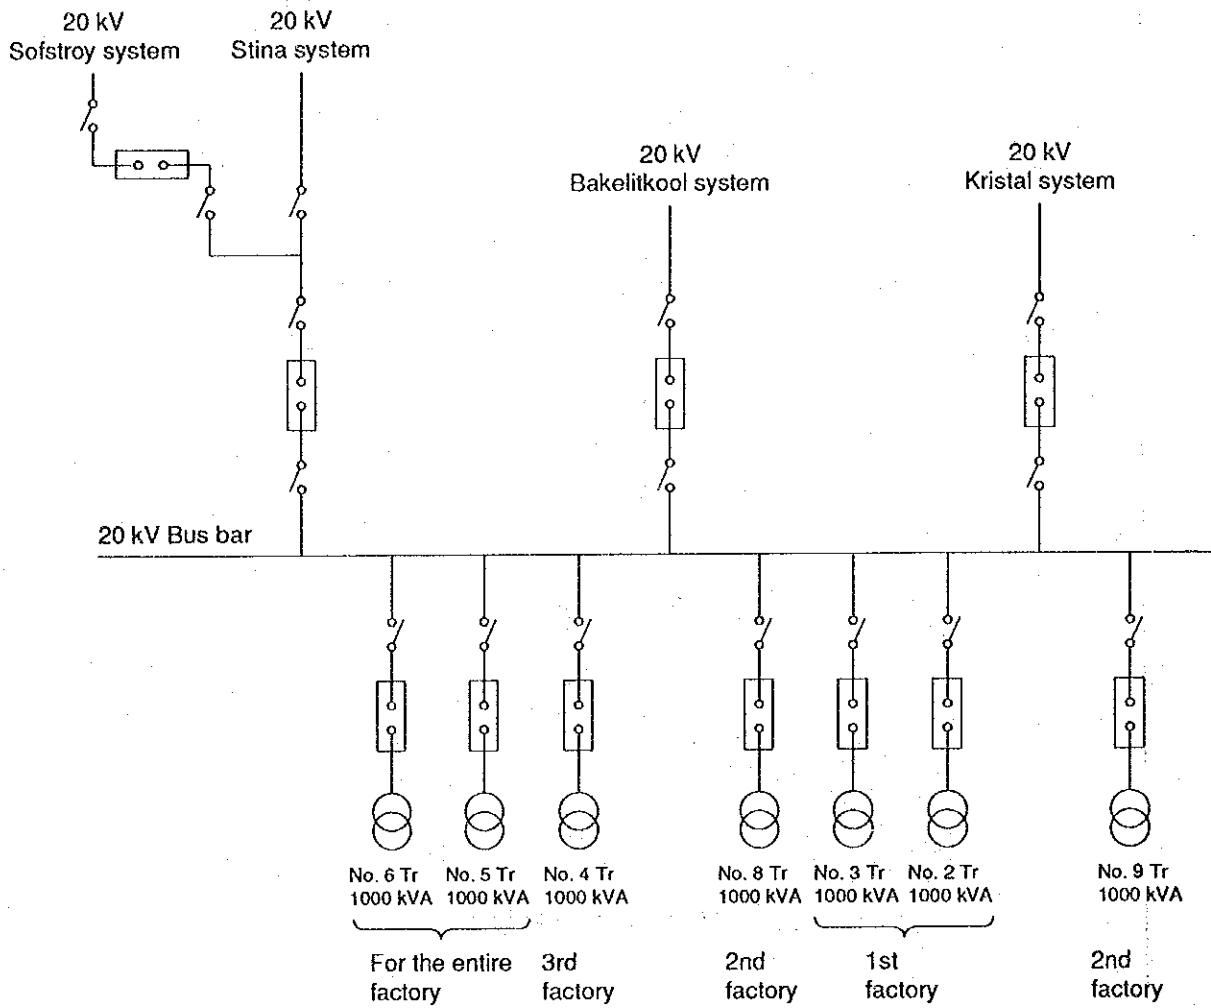 20 kV
Sofstroy system
20 kV
Stina system
20 kV
Bakelitkool system
20 kV
Kristal system
20 kV Bus bar
No. 6 Tr
1000 kVA
No. 5 Tr
1000 kVA
No. 4 Tr
1000 kVA
No. 8 Tr
1000 kVA
No. 3 Tr
1000 kVA
No. 2 Tr
1000 kVA
No. 9 Tr
1000 kVA
For the entire
factory
3rd
factory
2nd
factory
1st
factory
2nd
factory